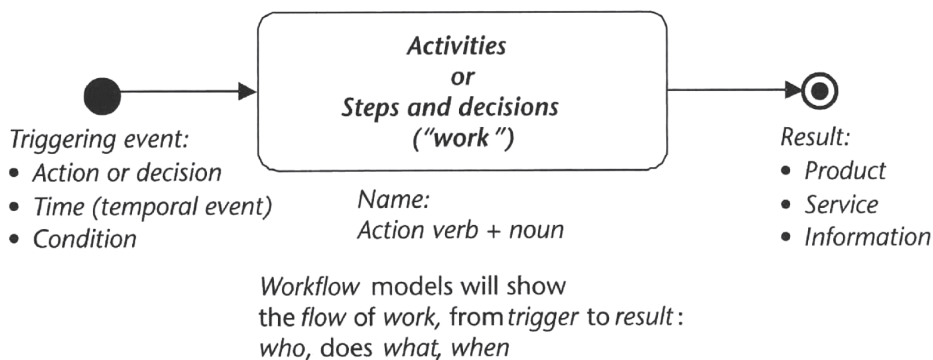 Activities
or
Steps and decisions
(“work”)
Triggering event:
• Action or decision
• Time (temporal event)
• Condition
Name:
Action verb + noun
Result:
• Product
• Service
• Information
Workflow models will show
the flow of work, from trigger to result:
who, does what, when